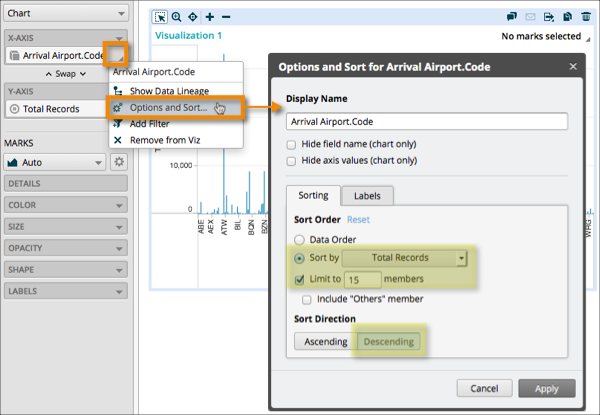 Chart
X-AXIS
Arrival Airport.Code
Swap
Y-AXIS
Total Records
MARKS
Auto
DETAILS
COLOR
SIZE
OPACITY
SHAPE
LABELS
No marks selected
Visualization 1
Arrival Airport.Code
Show Data Lineage
Options and Sort...
Add Filter
Remove from Viz
10,000
0
ABE
AEX
ATW
BIL
BQN
BZN
WRG
Options and Sort for Arrival Airport.Code
Display Name
Arrival Airport.Code
Hide field name (chart only)
Hide axis values (chart only)
Sorting
Labels
Sort Order Reset
Data Order
Sort by Total Records
Limit to 15 members
Include "Others" member
Sort Direction
Ascending Descending
Cancel Apply